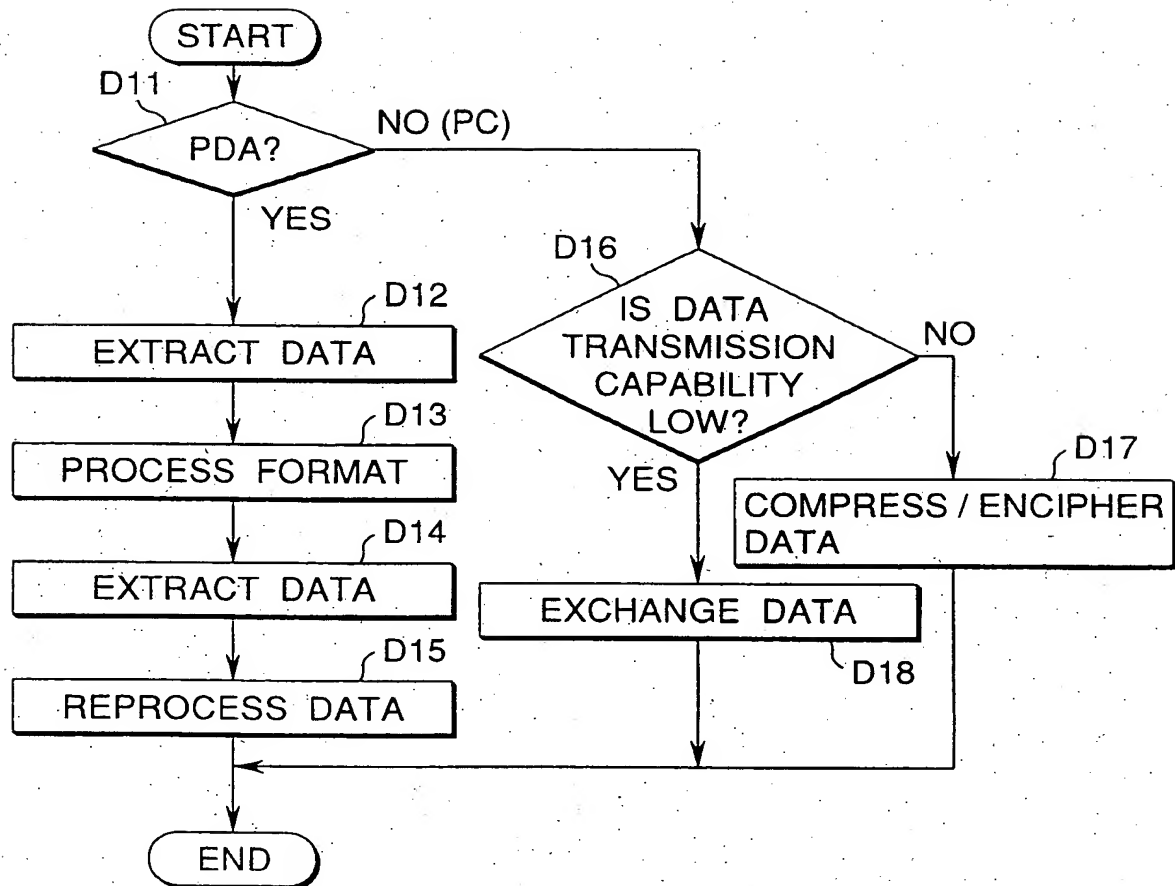 START
D11
PDA?
NO (PC)
YES
D16
IS DATA
TRANSMISSION
CAPABILITY
LOW?
NO
YES
D12
EXTRACT DATA
D13
PROCESS FORMAT
D14
EXTRACT DATA
D15
REPROCESS DATA
D17
COMPRESS / ENCIPHER
DATA
EXCHANGE DATA
D18
END